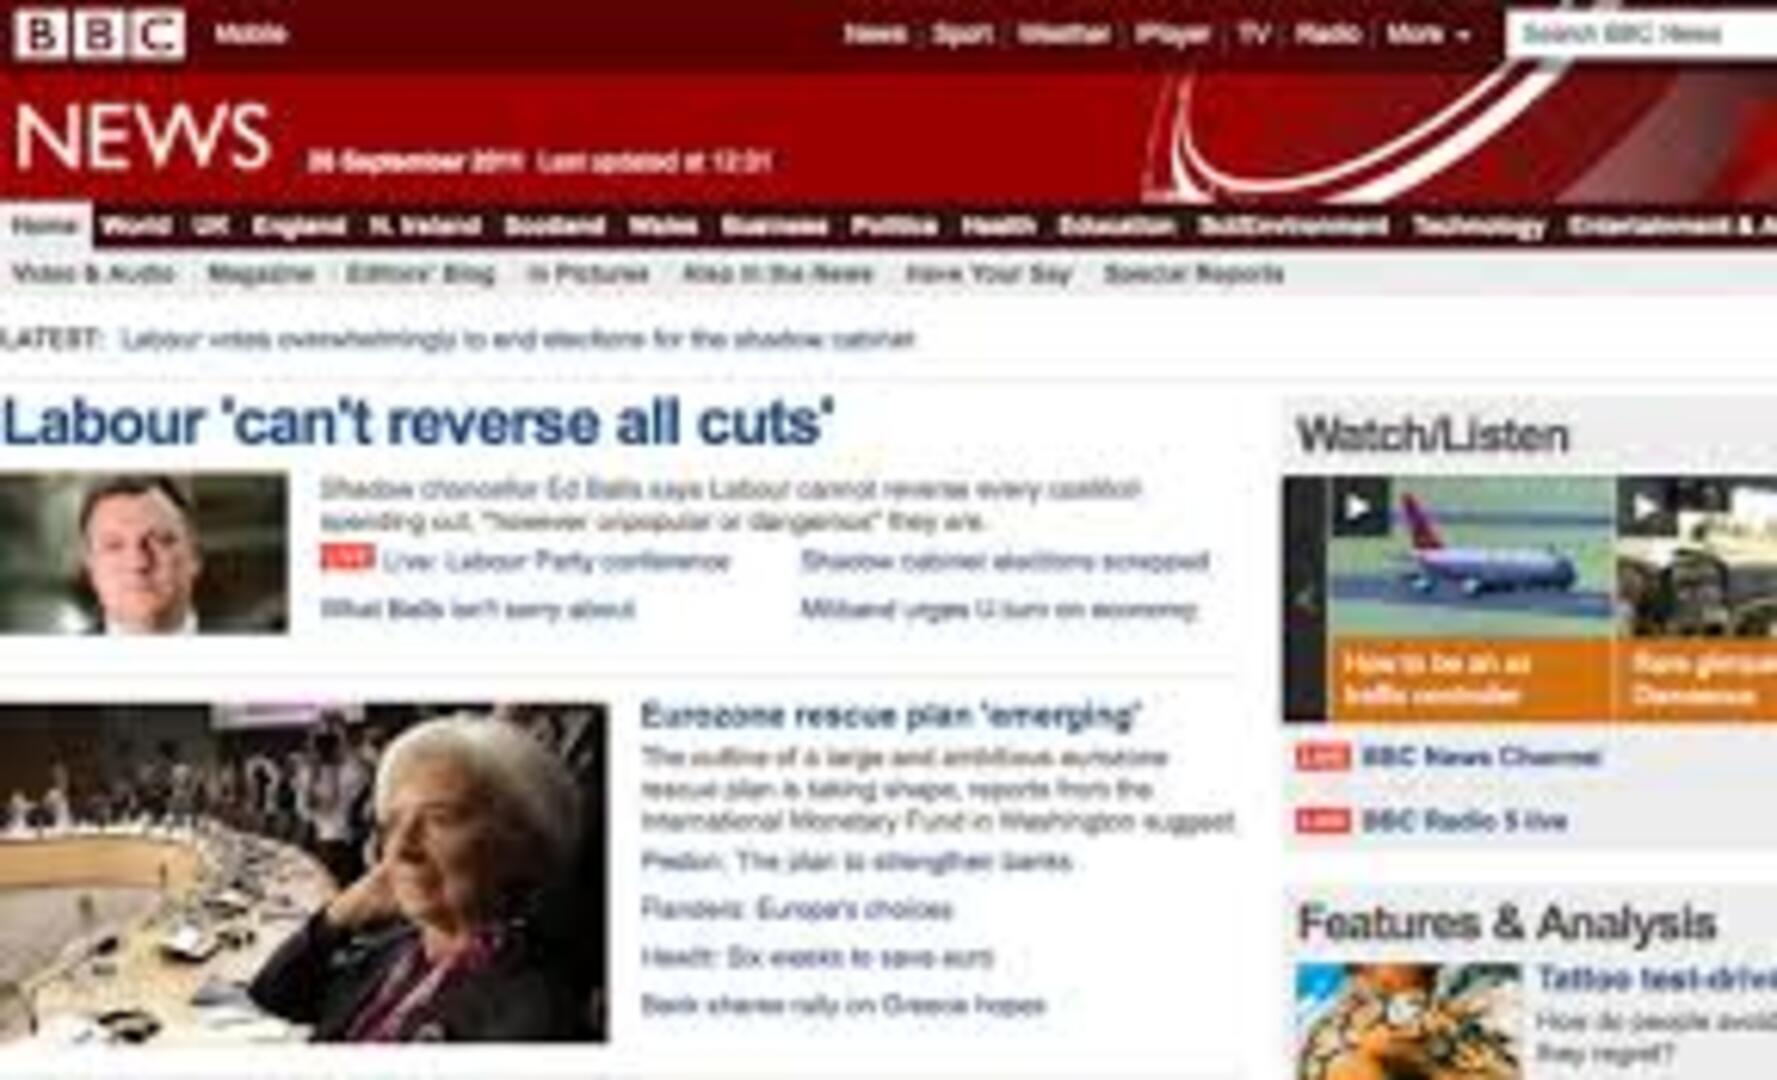 BBC Mobile News Sport Weather iPlayer TV Radio More Search BBC News
NEWS 26 September 2011 Last updated at 12:31
Home World UK England N. Ireland Scotland Wales Business Politics Health Education Sci/Environment Technology Entertainment &
Video & Audio Magazine Editors' Blog In Pictures Also in the News Have Your Say Special Reports
LATEST: Labour votes overwhelmingly to end elections for the shadow cabinet
Labour 'can't reverse all cuts'
Shadow chancellor Ed Balls says Labour cannot reverse every coalition
spending cut, "however unpopular or dangerous" they are.
LIVE Live: Labour Party conference
Shadow cabinet elections scrapped
What Balls isn't sorry about
Miliband urges U-turn on economy
Eurozone rescue plan 'emerging'
The outline of a large and ambitious eurozone
rescue plan is taking shape, reports from the
International Monetary Fund in Washington suggest.
Peston: The plan to strengthen banks
Flanders: Europe's choices
Hewitt: Six weeks to save euro
Bank shares rally on Greece hopes
Watch/Listen
How to be an air
traffic controller
Rare glimpse
Damascus
LIVE BBC News Channel
LIVE BBC Radio 5 live
Features & Analysis
Tattoo test-drive
How do people avoid
they regret?